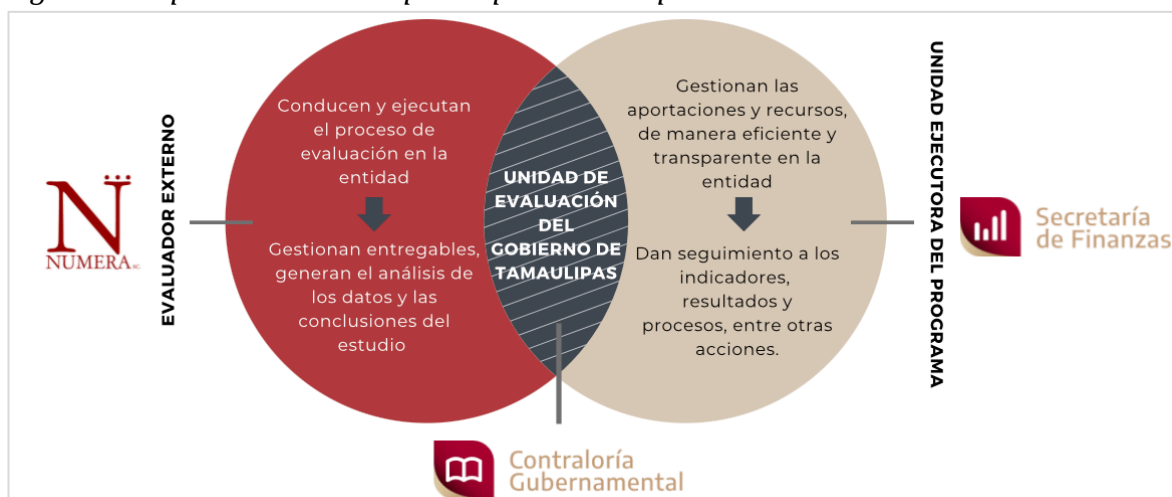 EVALUADOR EXTERNO
NUMERA
Conducen y ejecutan
el proceso de
evaluación en la
entidad
Gestionan entregables,
generan el análisis de
los datos y las
conclusiones del
estudio
UNIDAD DE
EVALUACIÓN
DEL
GOBIERNO DE
TAMAULIPAS
Gestionan las
aportaciones y recursos,
de manera eficiente y
transparente en la
entidad
Dan seguimiento a los
indicadores,
resultados y
procesos, entre otras
acciones.
UNIDAD EJECUTORA DEL PROGRAMA
Secretaría
de Finanzas
Contraloría
Gubernamental